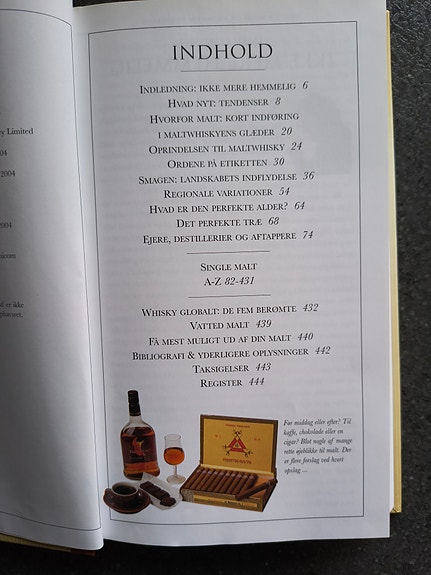 y Limited
04
2004
2004
INDHOLD
INDLEDNING: IKKE MERE HEMMELIG 6
HVAD NYT: TENDENSER 8
HVORFOR MALT: KORT INDFØRING
I MALTWHISKYENS GLÆDER 20
OPRINDELSEN TIL MALTWHISKY 24
ORDENE PÅ ETIKETTEN 30
SMAGEN: LANDSKABETS INDFLYDELSE 36
REGIONALE VARIATIONER 54
HVAD ER DEN PERFEKTE ALDER? 64
DET PERFEKTE TRÆ 68
EJERE, DESTILLERIER OG AFTAPPERE 74
SINGLE MALT
A-Z 82-431
WHISKY GLOBALT: DE FEM BERØMTE 432
VATTED MALT 439
FÅ MEST MULIGT UD AF DIN MALT 440
BIBLIOGRAFI & YDERLIGERE OPLYSNINGER 442
TAKSIGELSER 443
REGISTER 444
Før middag eller efter? Til
kaffe, chokolade eller en
cigar? Blot nogle af mange
rette øjeblikke til malt. Der
er flere forslag ved hvert
opslag ...